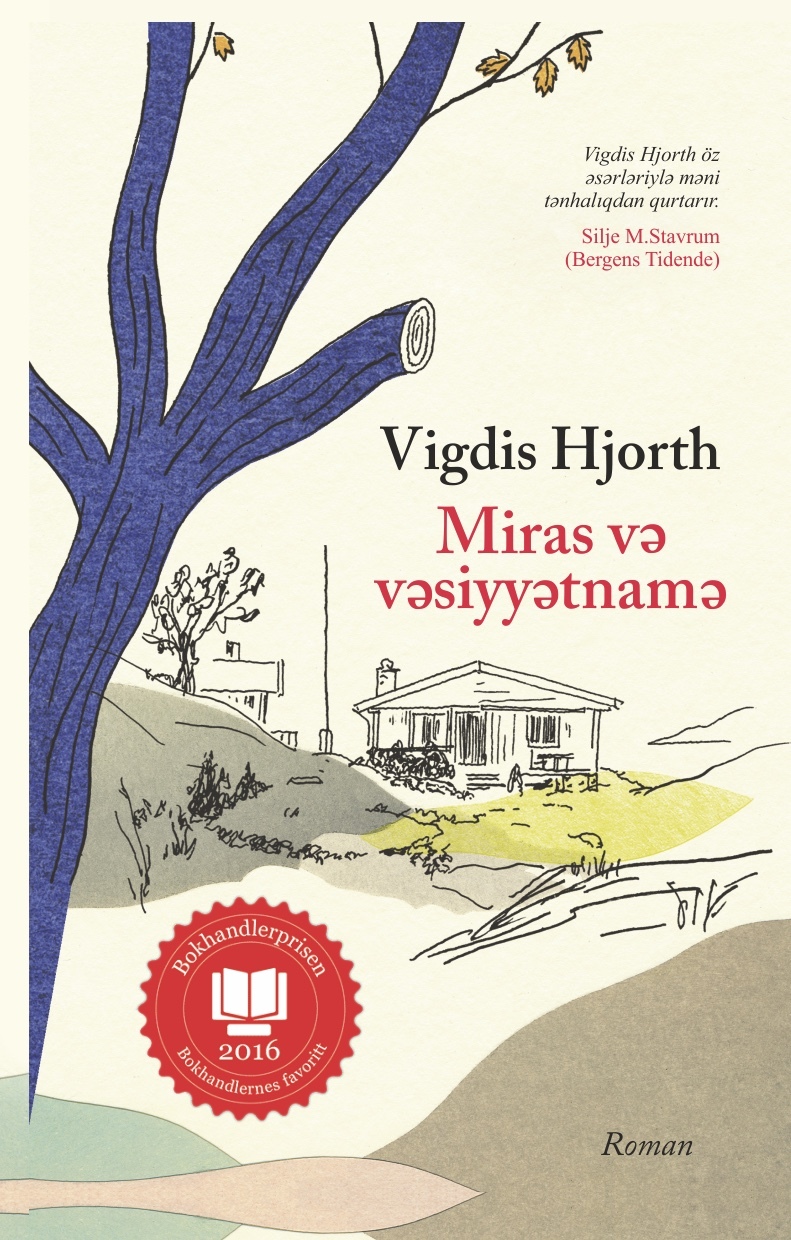 Vigdis Hjorth öz
əsərləriylə məni
tənhalıqdan qurtarır.
Silje M.Stavrum
(Bergens Tidende)
Vigdis Hjorth
Miras və
vəsiyyətnamə
Bokhandlerprisen
2016
Bokhandlernes favoritt
Roman